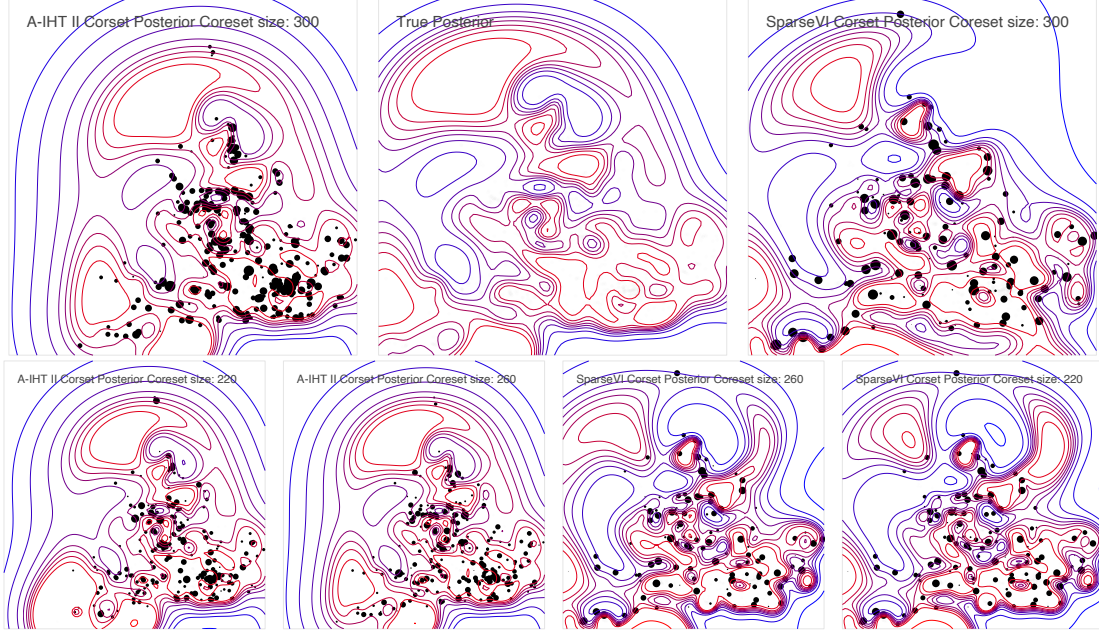 A-IHT II Corset Posterior Coreset size: 300
True Posterior
SparseVI Corset Posterior Coreset size: 300
A-IHT II Corset Posterior Coreset size: 220
A-IHT II Corset Posterior Coreset size: 260
SparseVI Corset Posterior Coreset size: 260
SparseVI Corset Posterior Coreset size: 220